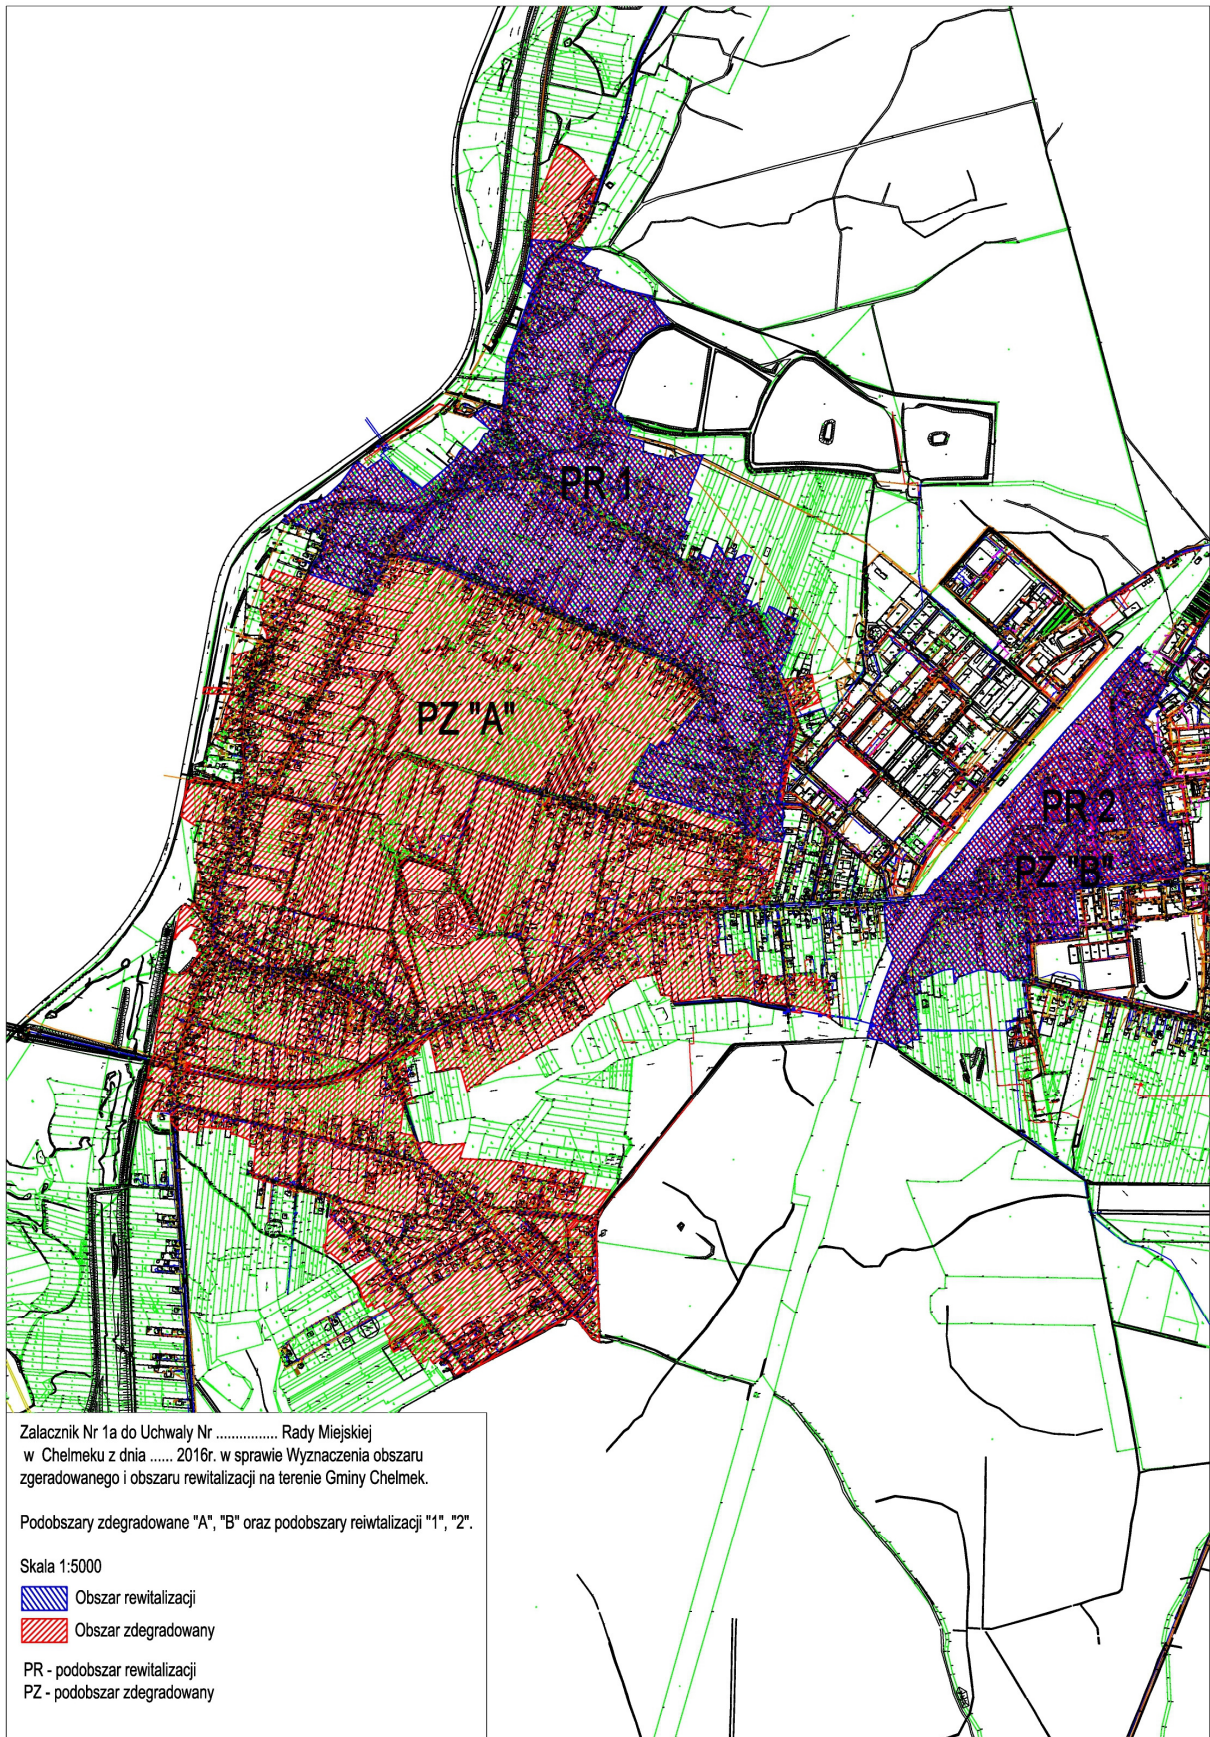 PR 1
PZ "A"
PR 2
PZ "B"
Zalacznik Nr 1a do Uchwaly Nr ............... Rady Miejskiej
w Chelmeku z dnia ...... 2016r. w sprawie Wyznaczenia obszaru
zgeradowanego i obszaru rewitalizacji na terenie Gminy Chelmek.
Podobszary zdegradowane "A", "B" oraz podobszary reiwtalizacji "1", "2".
Skala 1:5000
Obszar rewitalizacji
Obszar zdegradowany
PR - podobszar rewitalizacji
PZ - podobszar zdegradowany